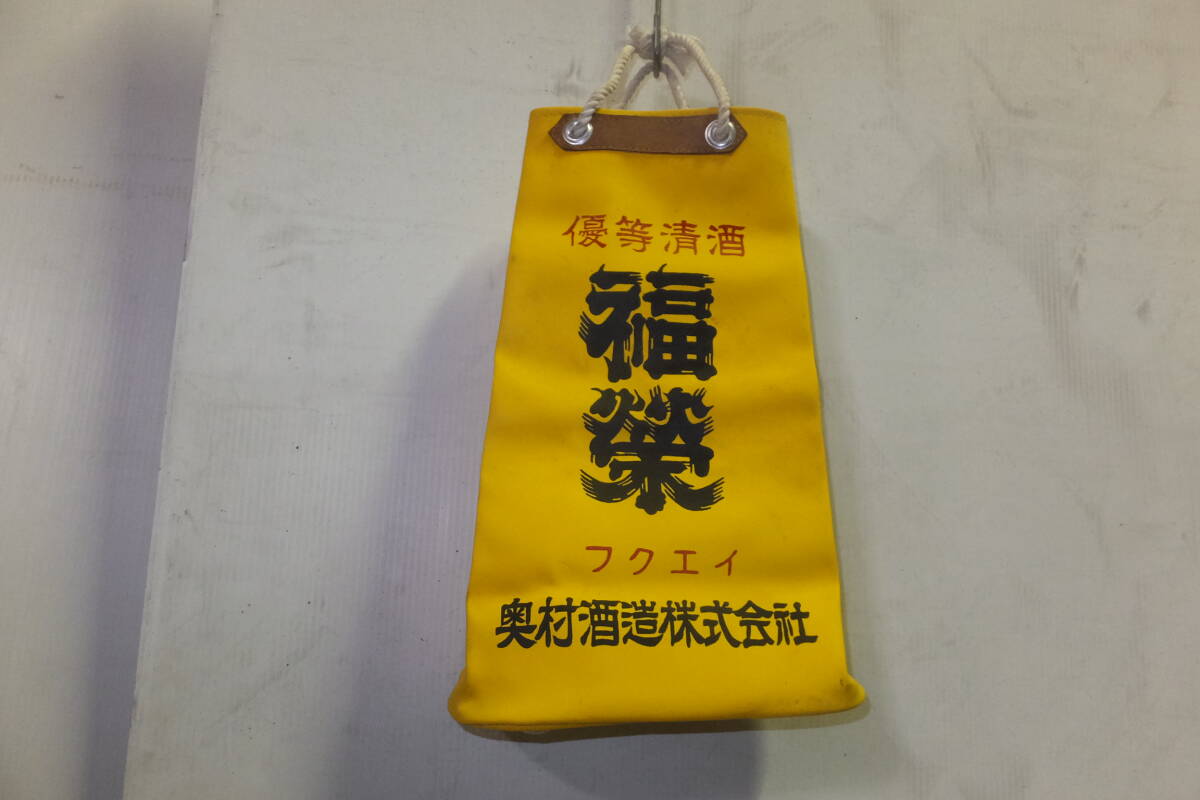 優等清酒
福榮
フクエイ
奥村酒造株式会社